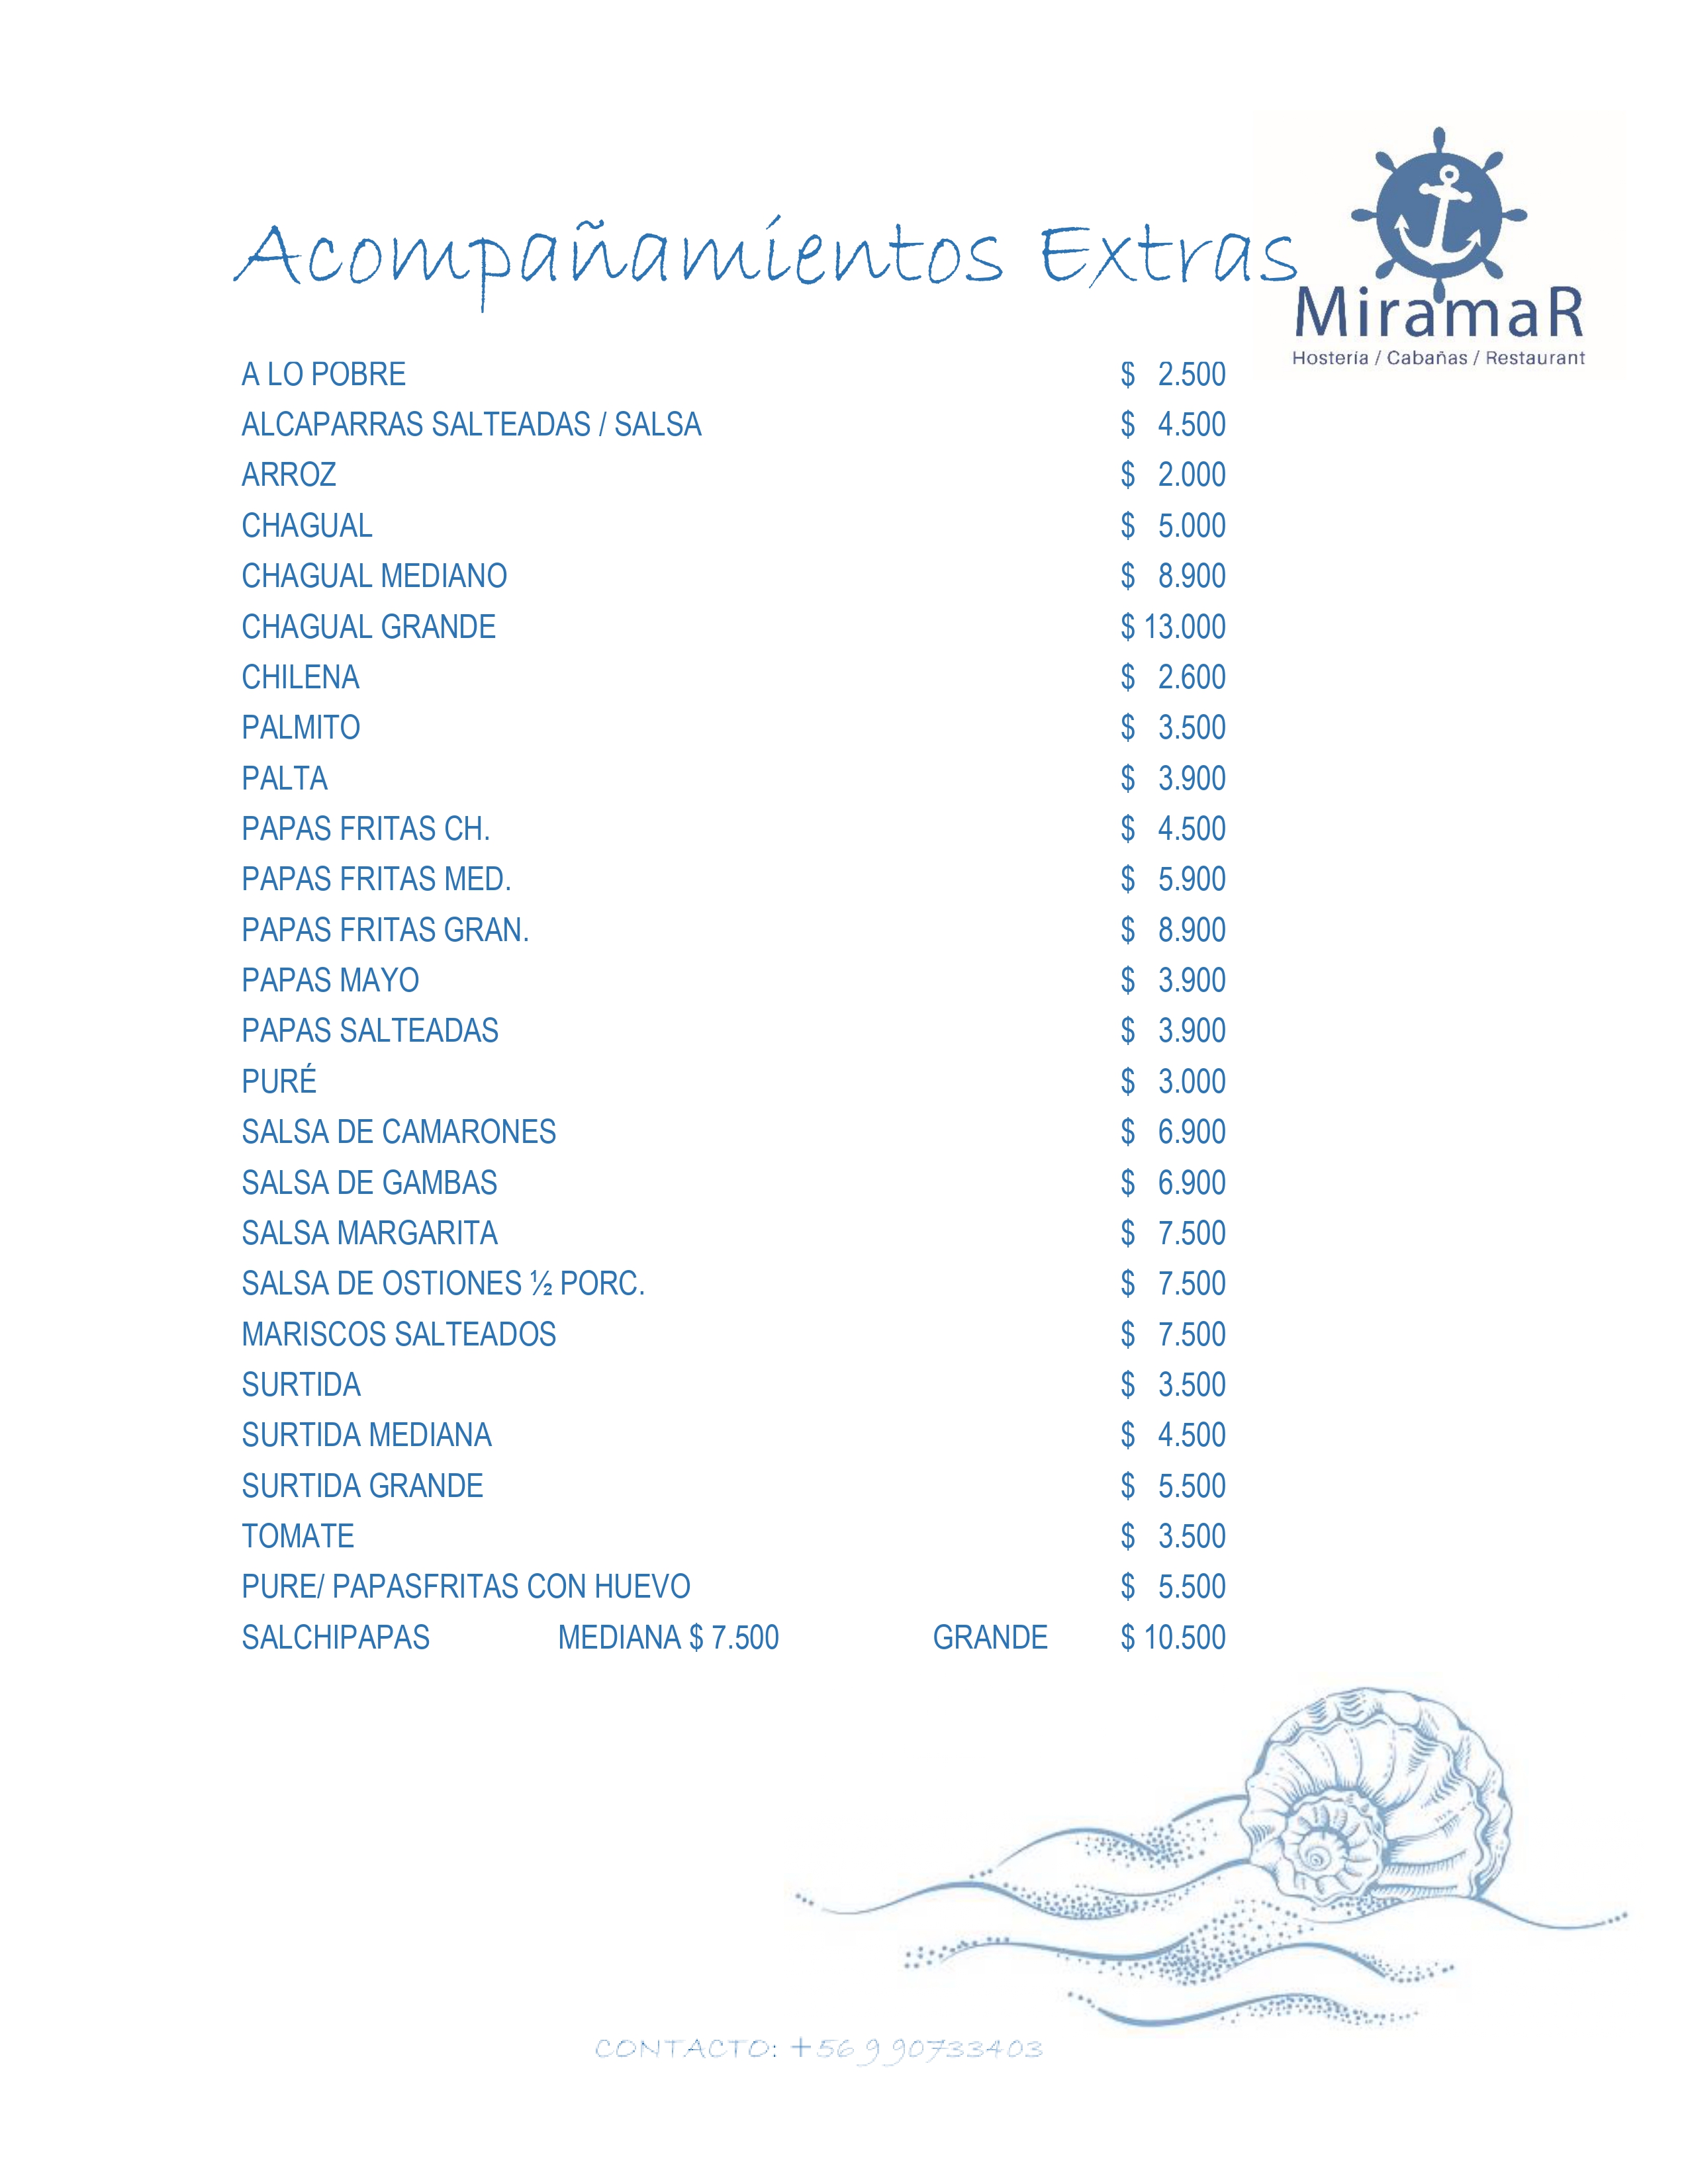 Acompañamientos Extras
MiramaR
Hostería / Cabañas / Restaurant
A LO POBRE $ 2.500
ALCAPARRAS SALTEADAS / SALSA $ 4.500
ARROZ $ 2.000
CHAGUAL $ 5.000
CHAGUAL MEDIANO $ 8.900
CHAGUAL GRANDE $ 13.000
CHILENA $ 2.600
PALMITO $ 3.500
PALTA $ 3.900
PAPAS FRITAS CH. $ 4.500
PAPAS FRITAS MED. $ 5.900
PAPAS FRITAS GRAN. $ 8.900
PAPAS MAYO $ 3.900
PAPAS SALTEADAS $ 3.900
PURÉ $ 3.000
SALSA DE CAMARONES $ 6.900
SALSA DE GAMBAS $ 6.900
SALSA MARGARITA $ 7.500
SALSA DE OSTIONES ½ PORC. $ 7.500
MARISCOS SALTEADOS $ 7.500
SURTIDA $ 3.500
SURTIDA MEDIANA $ 4.500
SURTIDA GRANDE $ 5.500
TOMATE $ 3.500
PURE/ PAPASFRITAS CON HUEVO $ 5.500
SALCHIPAPAS MEDIANA $ 7.500 GRANDE $ 10.500
CONTACTO: +56 9 90733403